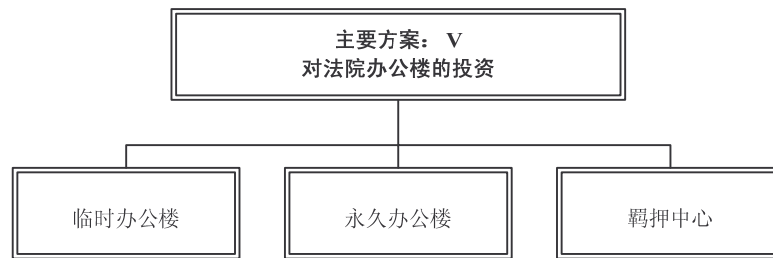 主要方案： V
对法院办公楼的投资
临时办公楼
永久办公楼
羁押中心